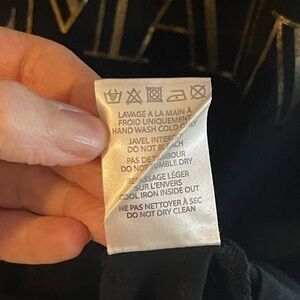 LAVAGE A LA MAIN À
FROID UNIQUEMENT
HAND WASH COLD ONLY
JAVEL INTERDIT
DO NOT BLEACH
PAS DE TAMBOUR
DO NOT TUMBLE DRY
REPASSAGE LÉGER
SUR L'ENVERS
COOL IRON INSIDE OUT
NE PAS NETTOYER À SEC
DO NOT DRY CLEAN